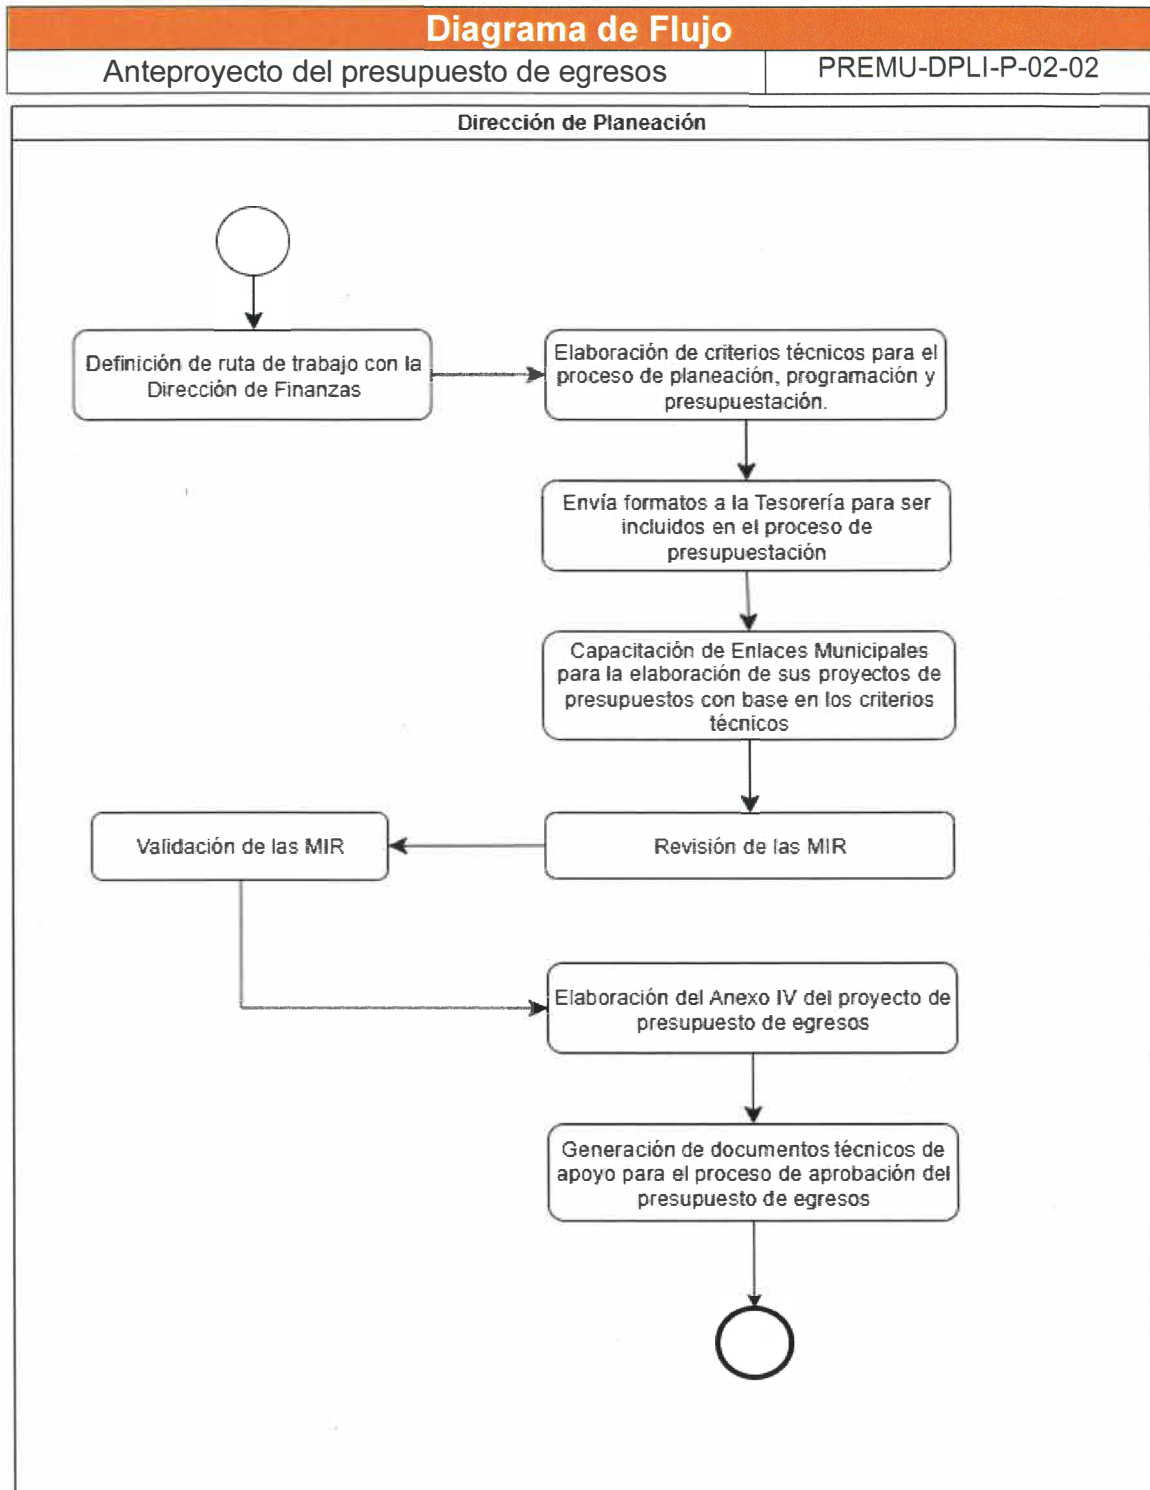 Diagrama de Flujo
Anteproyecto del presupuesto de egresos
PREMU-DPLI-P-02-02
Dirección de Planeación
Definición de ruta de trabajo con la
Dirección de Finanzas
Elaboración de criterios técnicos para el
proceso de planeación, programación y
presupuestación.
Envía formatos a la Tesorería para ser
incluidos en el proceso de
presupuestación
Capacitación de Enlaces Municipales
para la elaboración de sus proyectos de
presupuestos con base en los criterios
técnicos
Validación de las MIR
Revisión de las MIR
Elaboración del Anexo IV del proyecto de
presupuesto de egresos
Generación de documentos técnicos de
apoyo para el proceso de aprobación del
presupuesto de egresos